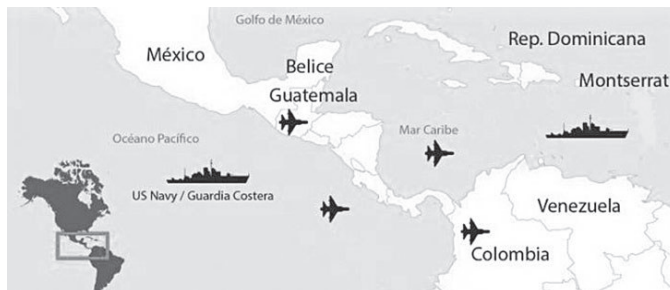 Golfo de México
México
Rep. Dominicana
Belice
Montserrat
Guatemala
Océano Pacífico
Mar Caribe
US Navy / Guardia Costera
Venezuela
Colombia